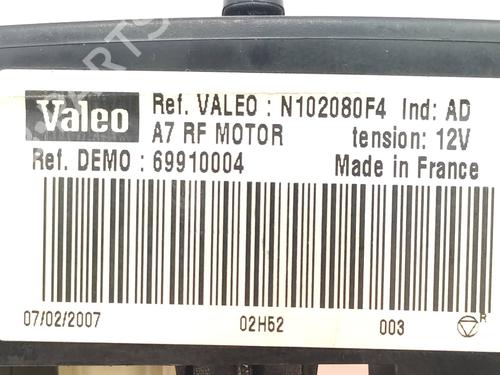 Valeo Ref. VALEO : N102080F4 Ind: AD
A7 RF MOTOR tension: 12V
Ref. DEMO : 69910004 Made in France
07/02/2007 02H52 003 R